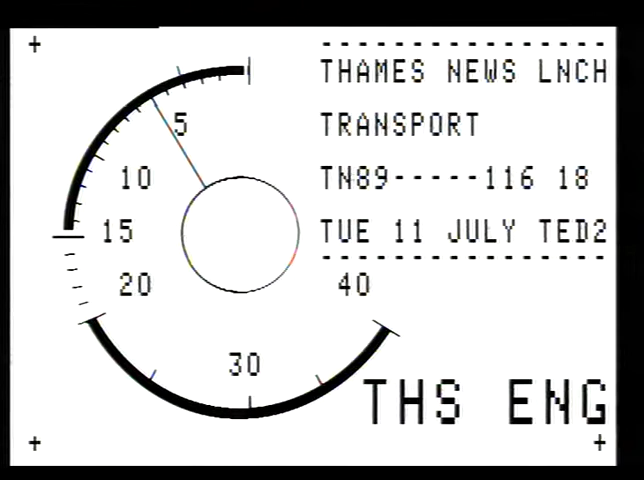 THAMES NEWS LNCH
TRANSPORT
TN89-----116 18
TUE 11 JULY TED2
5
10
15
20
30
40
THS ENG